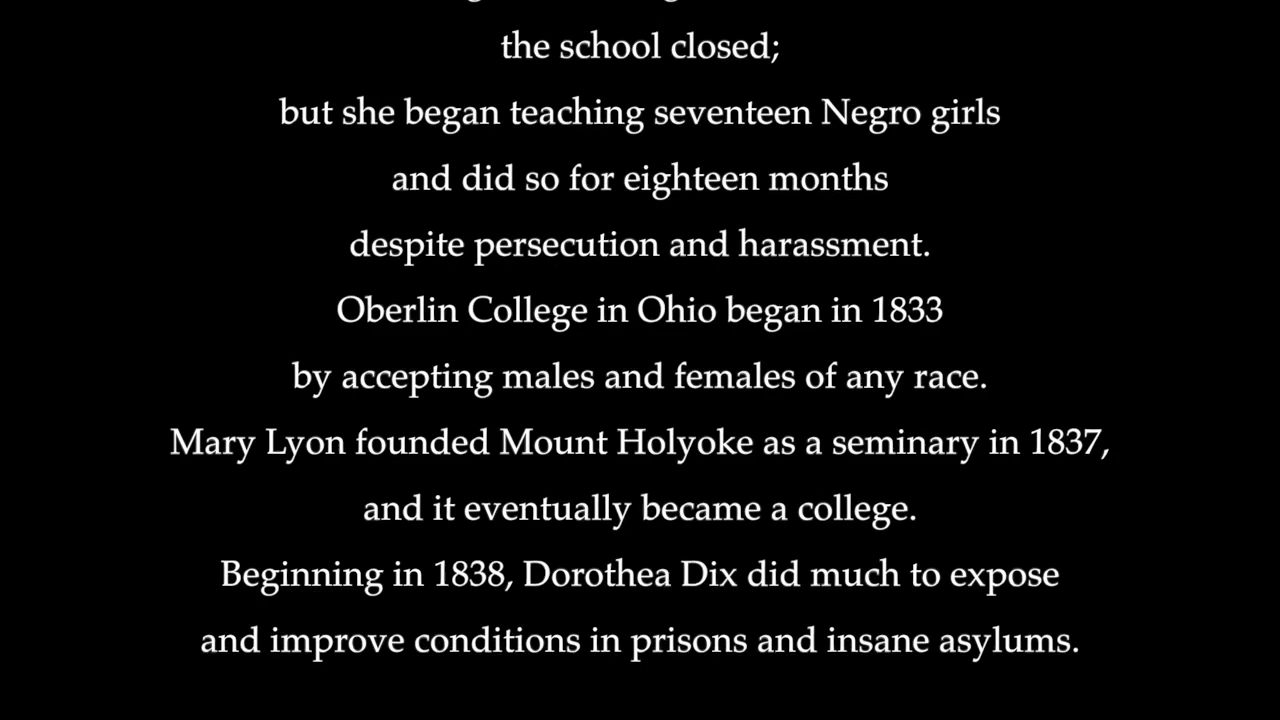 the school closed;
but she began teaching seventeen Negro girls
and did so for eighteen months
despite persecution and harassment.
Oberlin College in Ohio began in 1833
by accepting males and females of any race.
Mary Lyon founded Mount Holyoke as a seminary in 1837,
and it eventually became a college.
Beginning in 1838, Dorothea Dix did much to expose
and improve conditions in prisons and insane asylums.